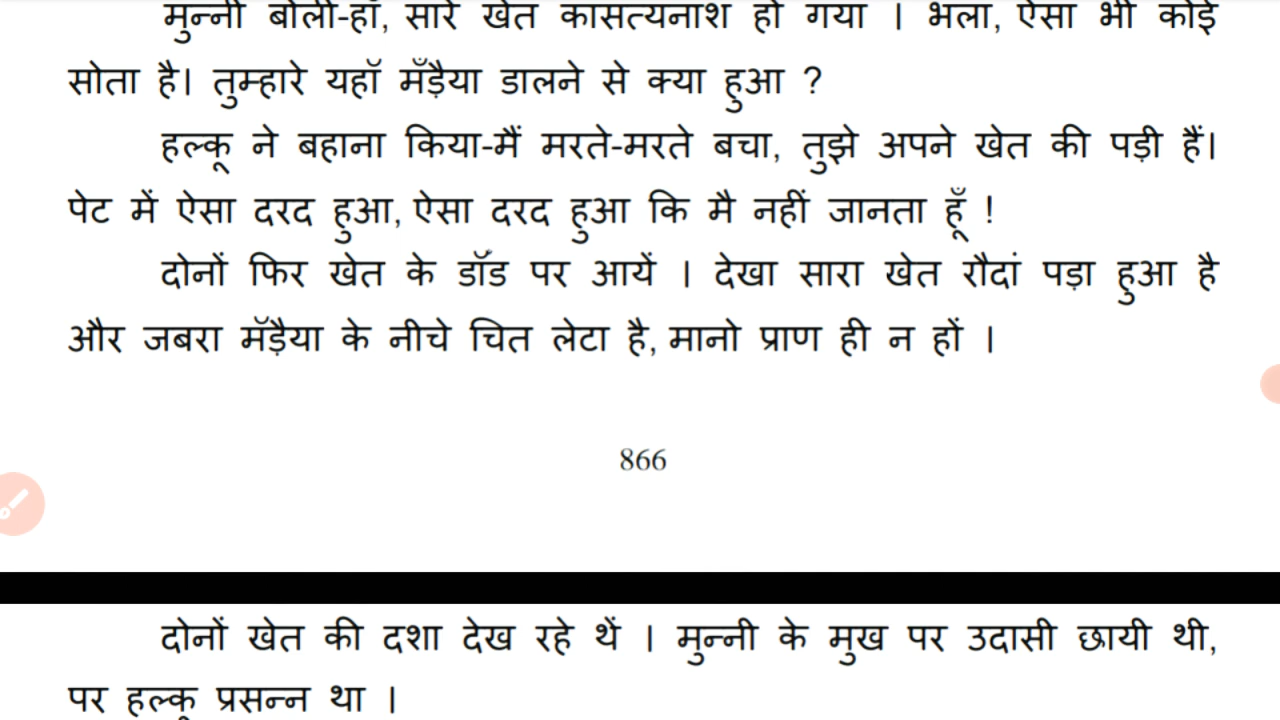 मुन्नी बोली-हाँ, सारे खेत कासत्यनाश हो गया । भला, ऐसा भी कोई
सोता है। तुम्हारे यहॉ मँड़ैया डालने से क्या हुआ ?
हल्कू ने बहाना किया-मैं मरते-मरते बचा, तुझे अपने खेत की पड़ी हैं।
पेट में ऐसा दरद हुआ, ऐसा दरद हुआ कि मै नहीं जानता हूँ !
दोनों फिर खेत के डॉंड पर आयें । देखा सारा खेत रौदां पड़ा हुआ है
और जबरा मॅड़ैया के नीचे चित लेटा है, मानो प्राण ही न हों ।
866
दोनों खेत की दशा देख रहे थें । मुन्नी के मुख पर उदासी छायी थी,
पर हल्कू प्रसन्न था ।